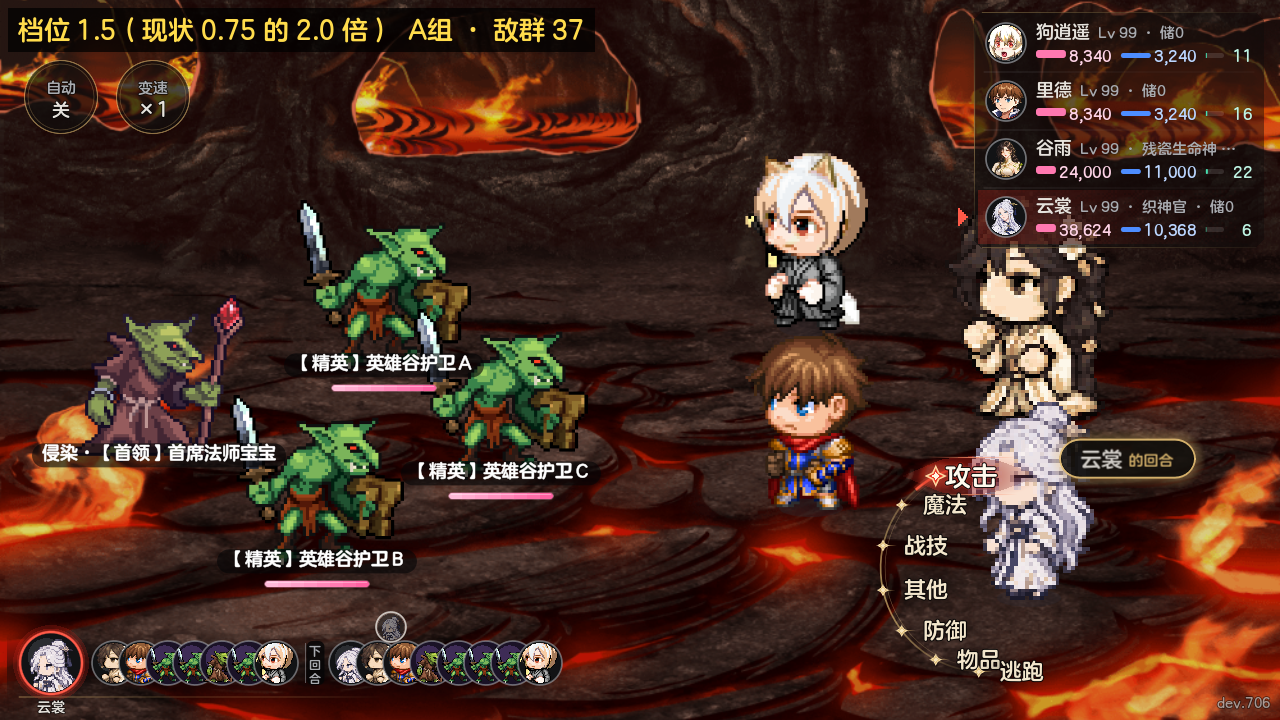 档位 1.5（现状 0.75 的 2.0 倍） A组 · 敌群 37
自动
关
变速
×1
狗逍遥 Lv 99 · 储0
8,340 3,240 11
里德 Lv 99 · 储0
8,340 3,240 16
谷雨 Lv 99 · 残瓷生命神 ···
24,000 11,000 22
云裳 Lv 99 · 织神官 · 储0
38,624 10,368 6
【精英】英雄谷护卫A
侵染·【首领】首席法师宝宝
【精英】英雄谷护卫C
【精英】英雄谷护卫B
云裳 的回合
攻击
魔法
战技
其他
防御
物品
逃跑
下回合
云裳
dev.706